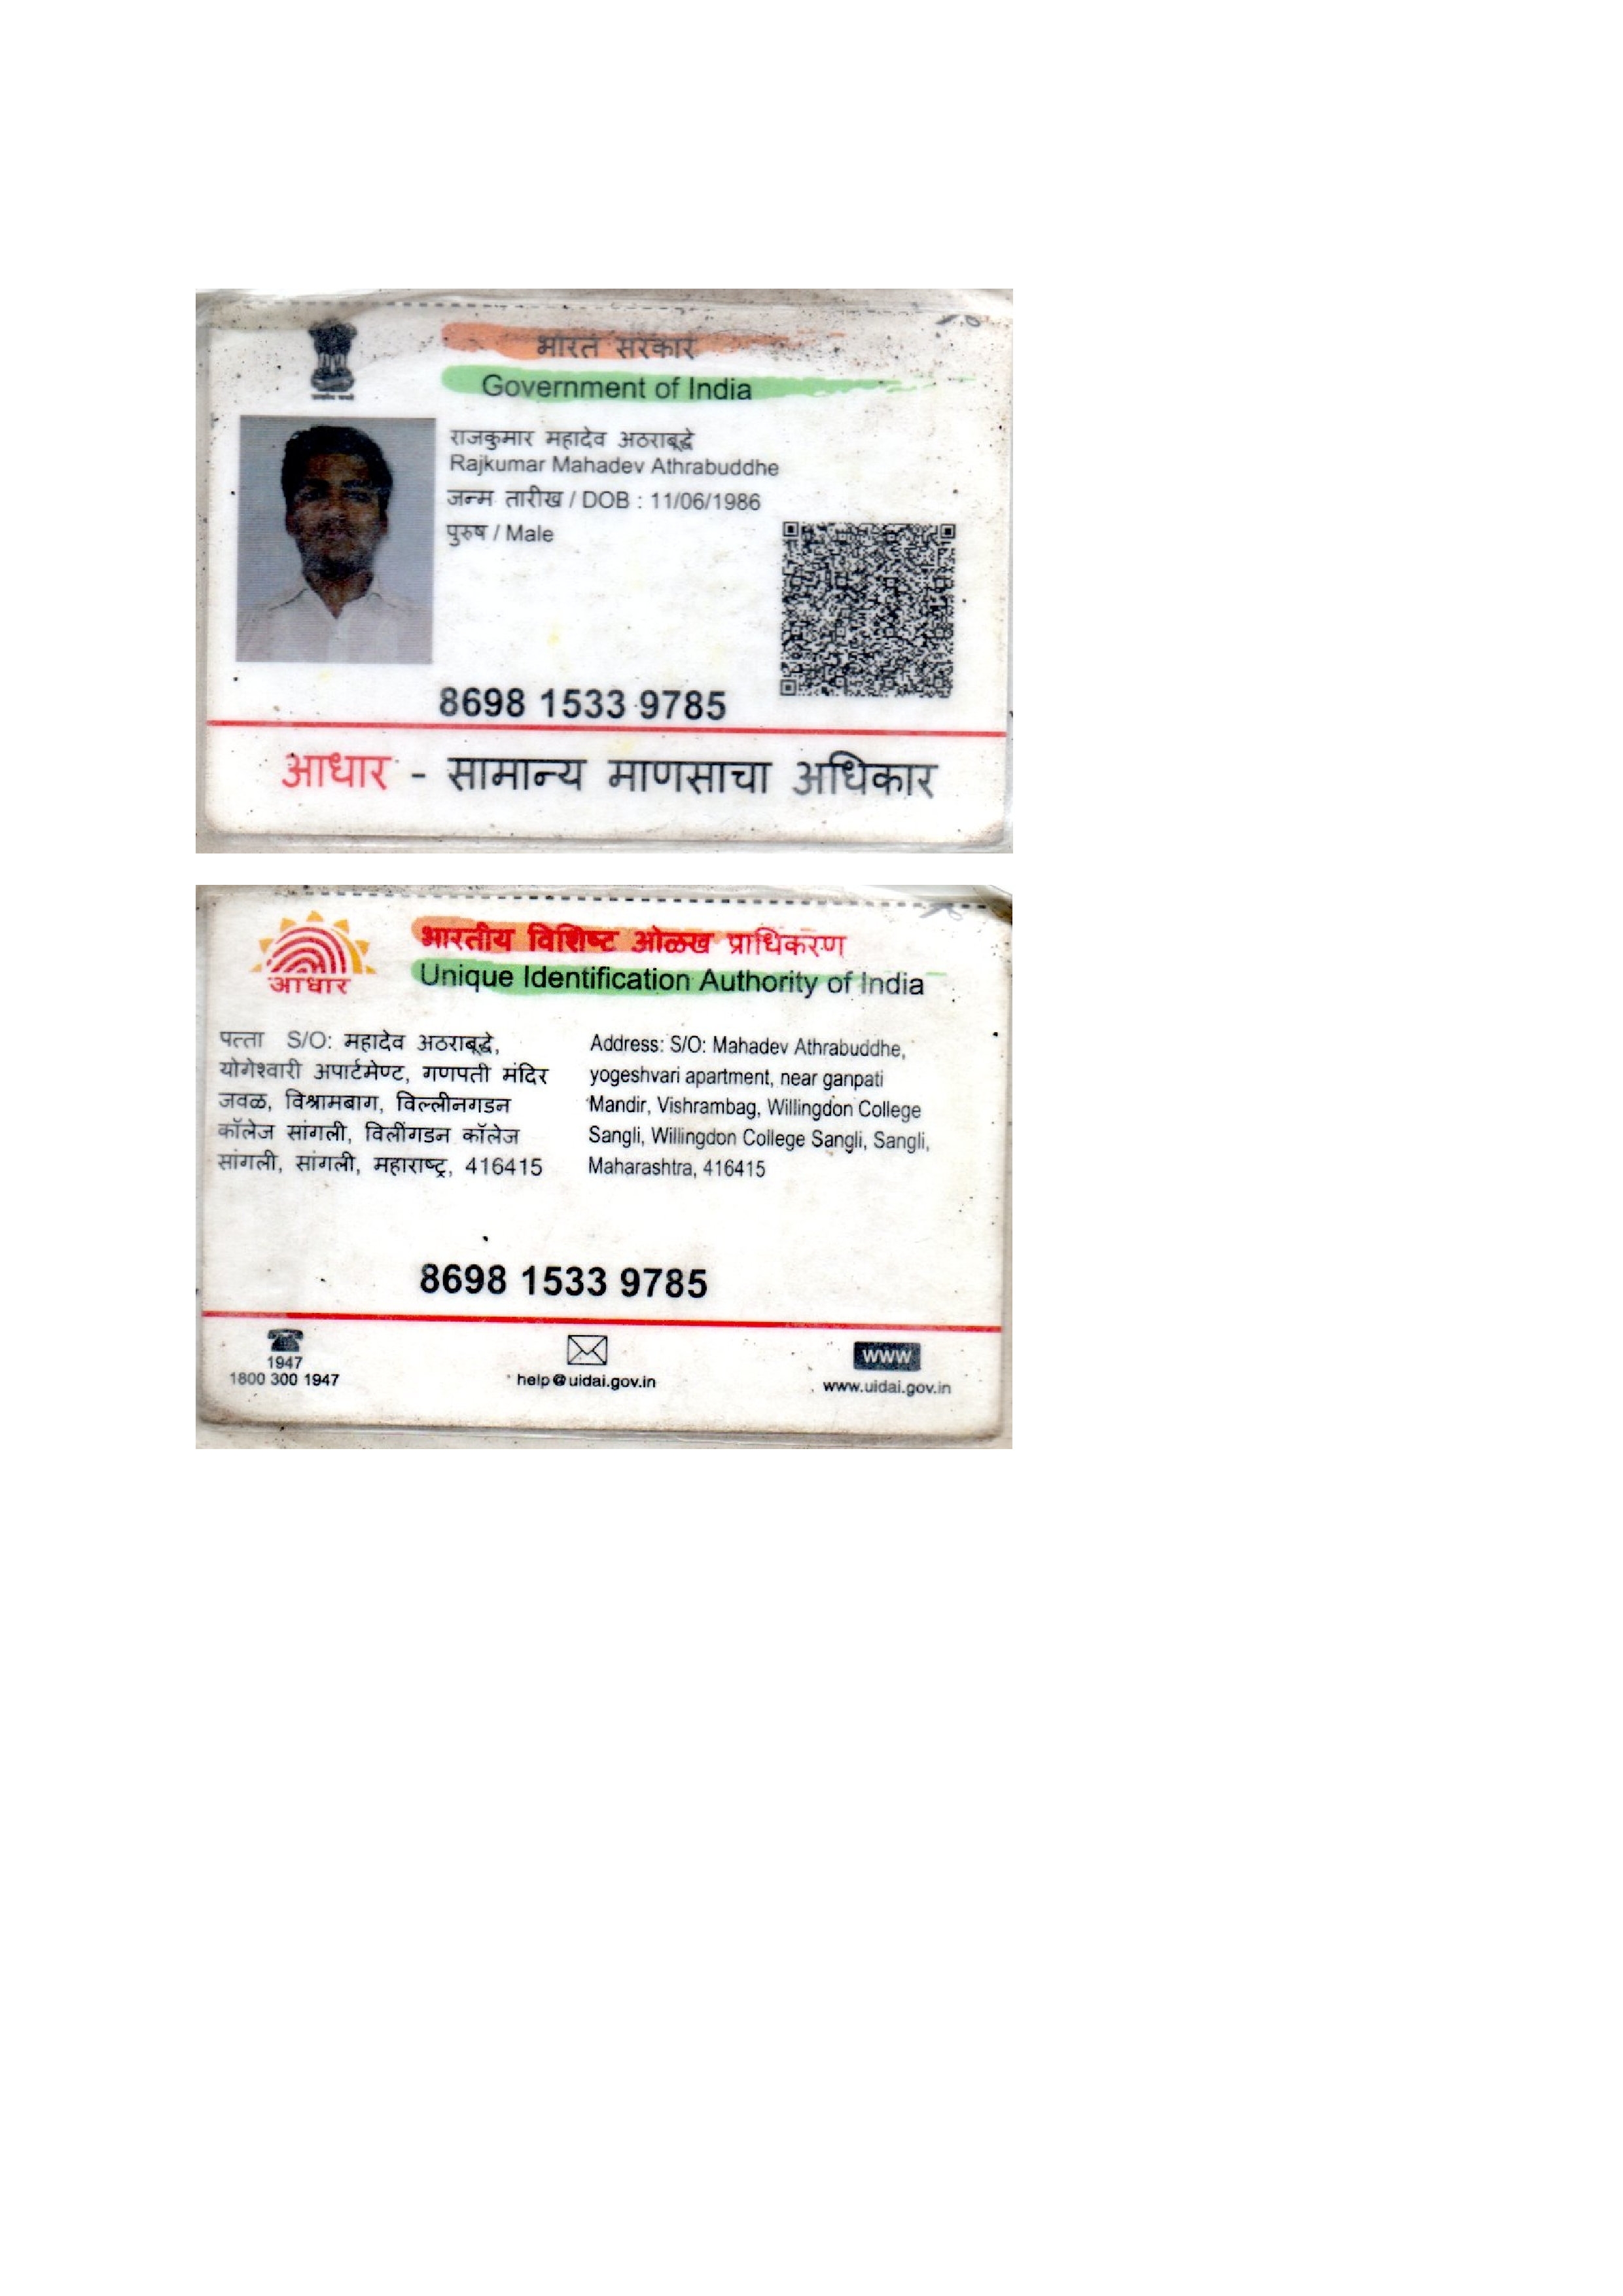 भारत सरकार
Government of India
राजकुमार महादेव अठराबूद्धे
Rajkumar Mahadev Athrabuddhe
जन्म तारीख / DOB : 11/06/1986
पुरुष / Male
8698 1533 9785
आधार - सामान्य माणसाचा अधिकार
भारतीय विशिष्ट ओळख प्राधिकरण
Unique Identification Authority of India
आधार
पत्ता S/O: महादेव अठराबूद्धे,
योगेश्वारी अपार्टमेण्ट, गणपती मंदिर
जवळ, विश्रामबाग, विल्लीनगडन
कॉलेज सांगली, विलींगडन कॉलेज
सांगली, सांगली, महाराष्ट्र, 416415
Address: S/O: Mahadev Athrabuddhe,
yogeshvari apartment, near ganpati
Mandir, Vishrambag, Willingdon College
Sangli, Willingdon College Sangli, Sangli,
Maharashtra, 416415
8698 1533 9785
1947
1800 300 1947
help@uidai.gov.in
www
www.uidai.gov.in